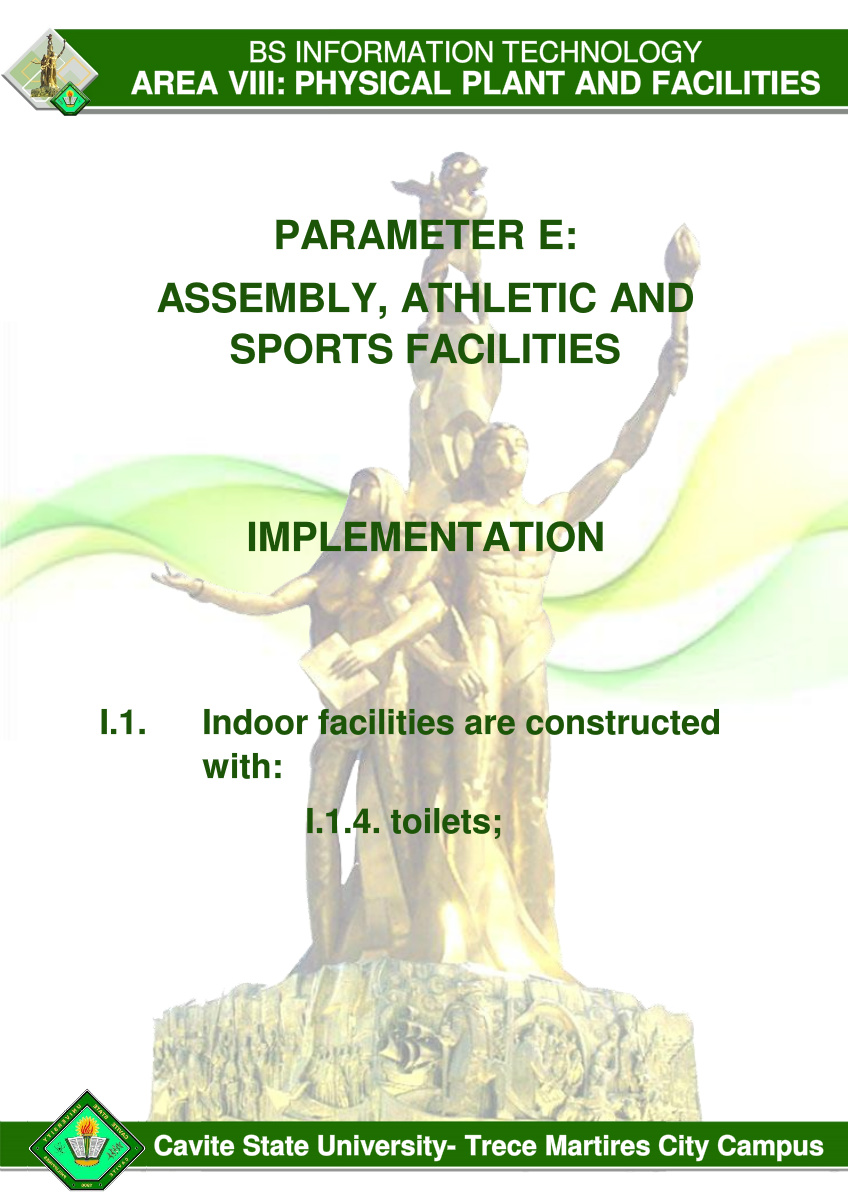 BS INFORMATION TECHNOLOGY
AREA VIII: PHYSICAL PLANT AND FACILITIES
PARAMETER E:
ASSEMBLY, ATHLETIC AND
SPORTS FACILITIES
IMPLEMENTATION
I.1. Indoor facilities are constructed
with:
I.1.4. toilets;
Cavite State University- Trece Martires City Campus